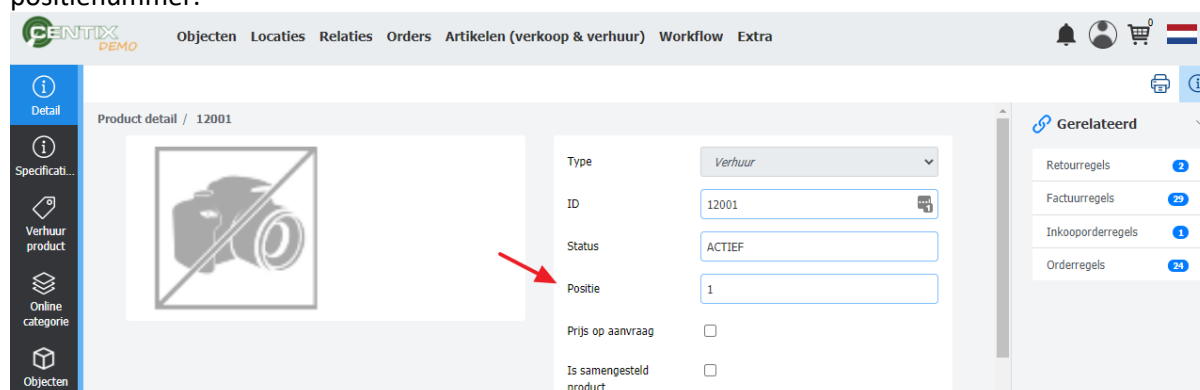 positienummer.
CENTIX
DEMO
Objecten Locaties Relaties Orders Artikelen (verkoop & verhuur) Workflow Extra
0
Detail
Product detail / 12001
Gerelateerd
Specificati...
Type Verhuur
Retourregels 2
ID 12001
Factuurregels 29
Verhuur
product
Status ACTIEF
Inkooporderregels 1
Orderregels 24
Positie 1
Online
categorie
Prijs op aanvraag
Is samengesteld
product
Objecten